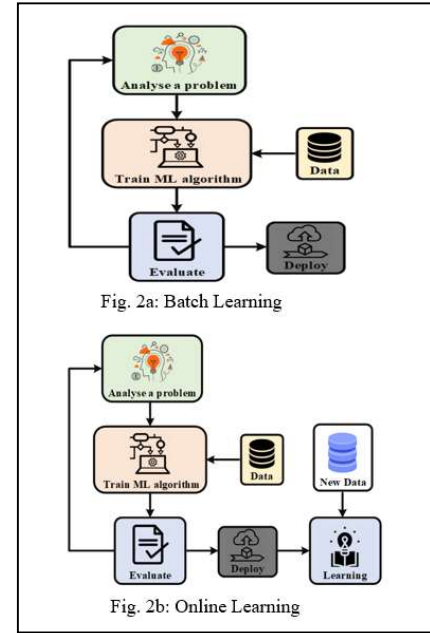 Analyse a problem
Train ML algorithm
Data
Evaluate
Deploy
Fig. 2a: Batch Learning
Analyse a problem
Train ML algorithm
Data
New Data
Evaluate
Deploy
Learning
Fig. 2b: Online Learning